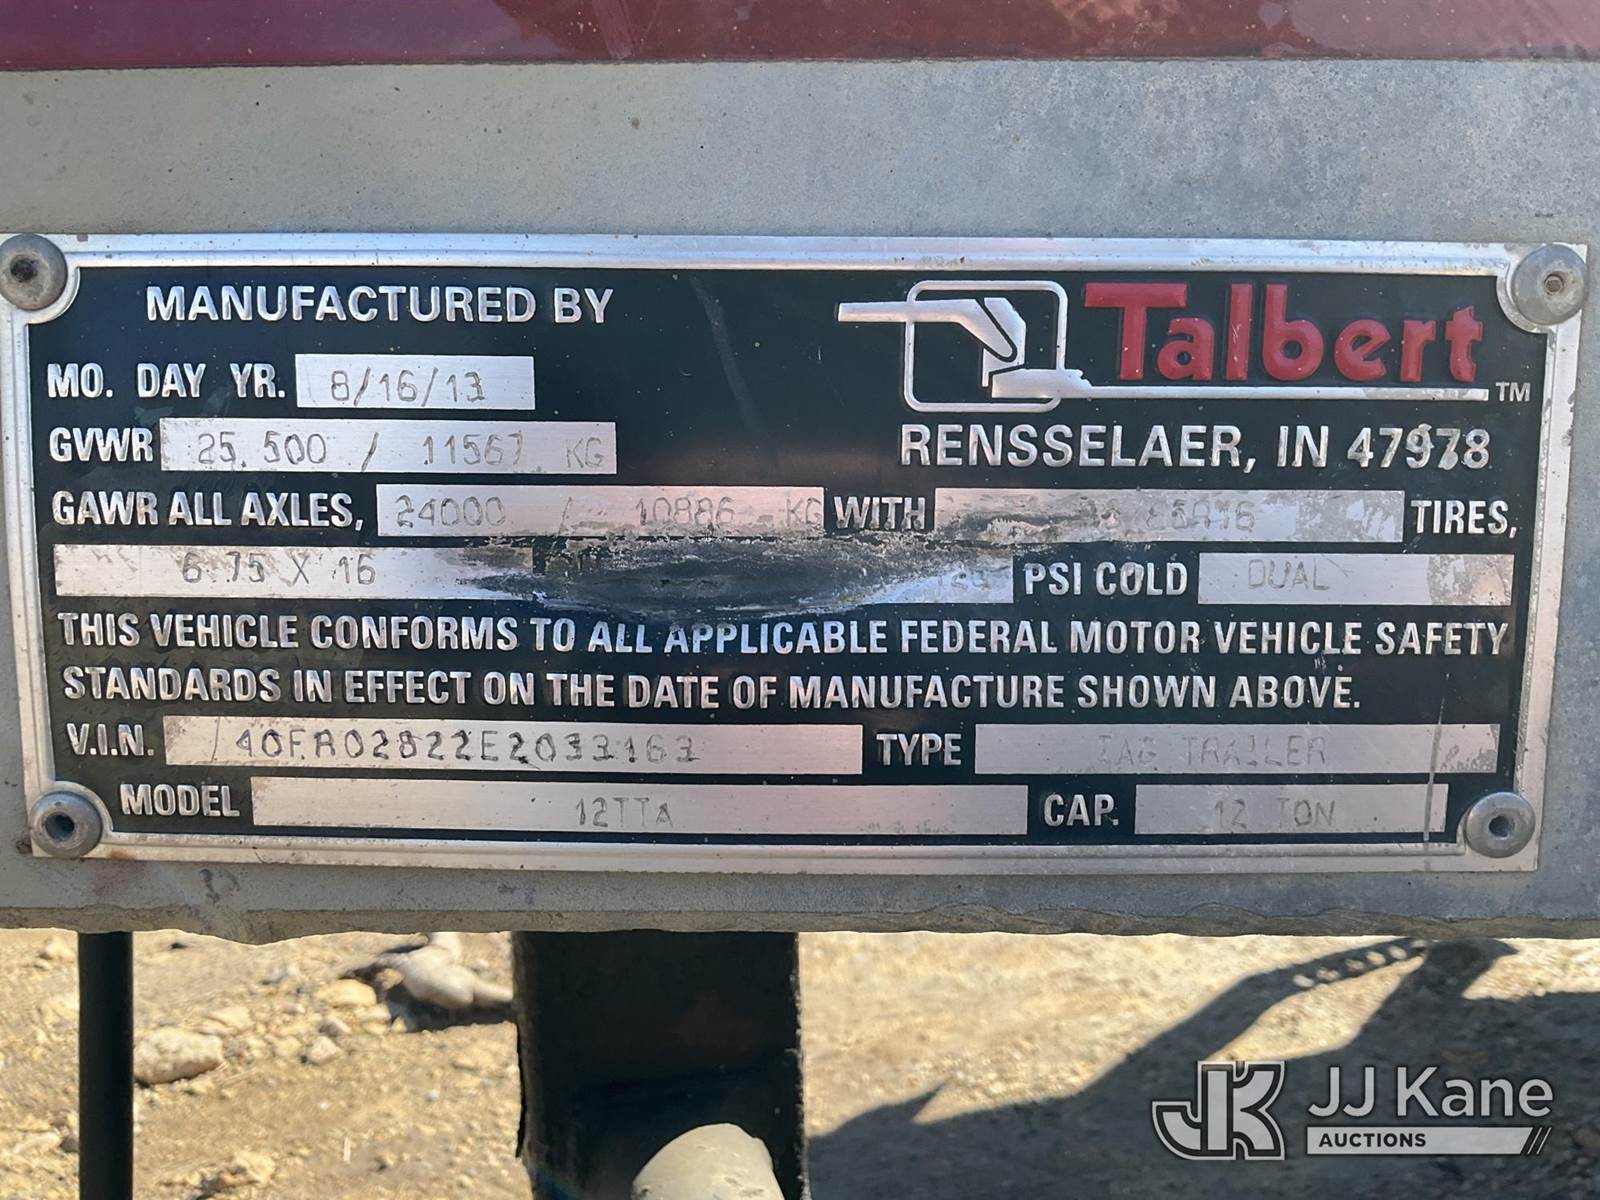 MANUFACTURED BY
Talbert TM
MO. DAY YR. 8/16/13
RENSSELAER, IN 47978
GVWR 25,500 / 11567 KG
GAWR ALL AXLES, 24000 / 10886 KG WITH TIRES,
6.75 X 16 PSI COLD DUAL
THIS VEHICLE CONFORMS TO ALL APPLICABLE FEDERAL MOTOR VEHICLE SAFETY
STANDARDS IN EFFECT ON THE DATE OF MANUFACTURE SHOWN ABOVE.
V.I.N. 40FR02822E2033163 TYPE TAG TRAILER
MODEL 12TTA CAP. 12 TON
JK JJ Kane
AUCTIONS